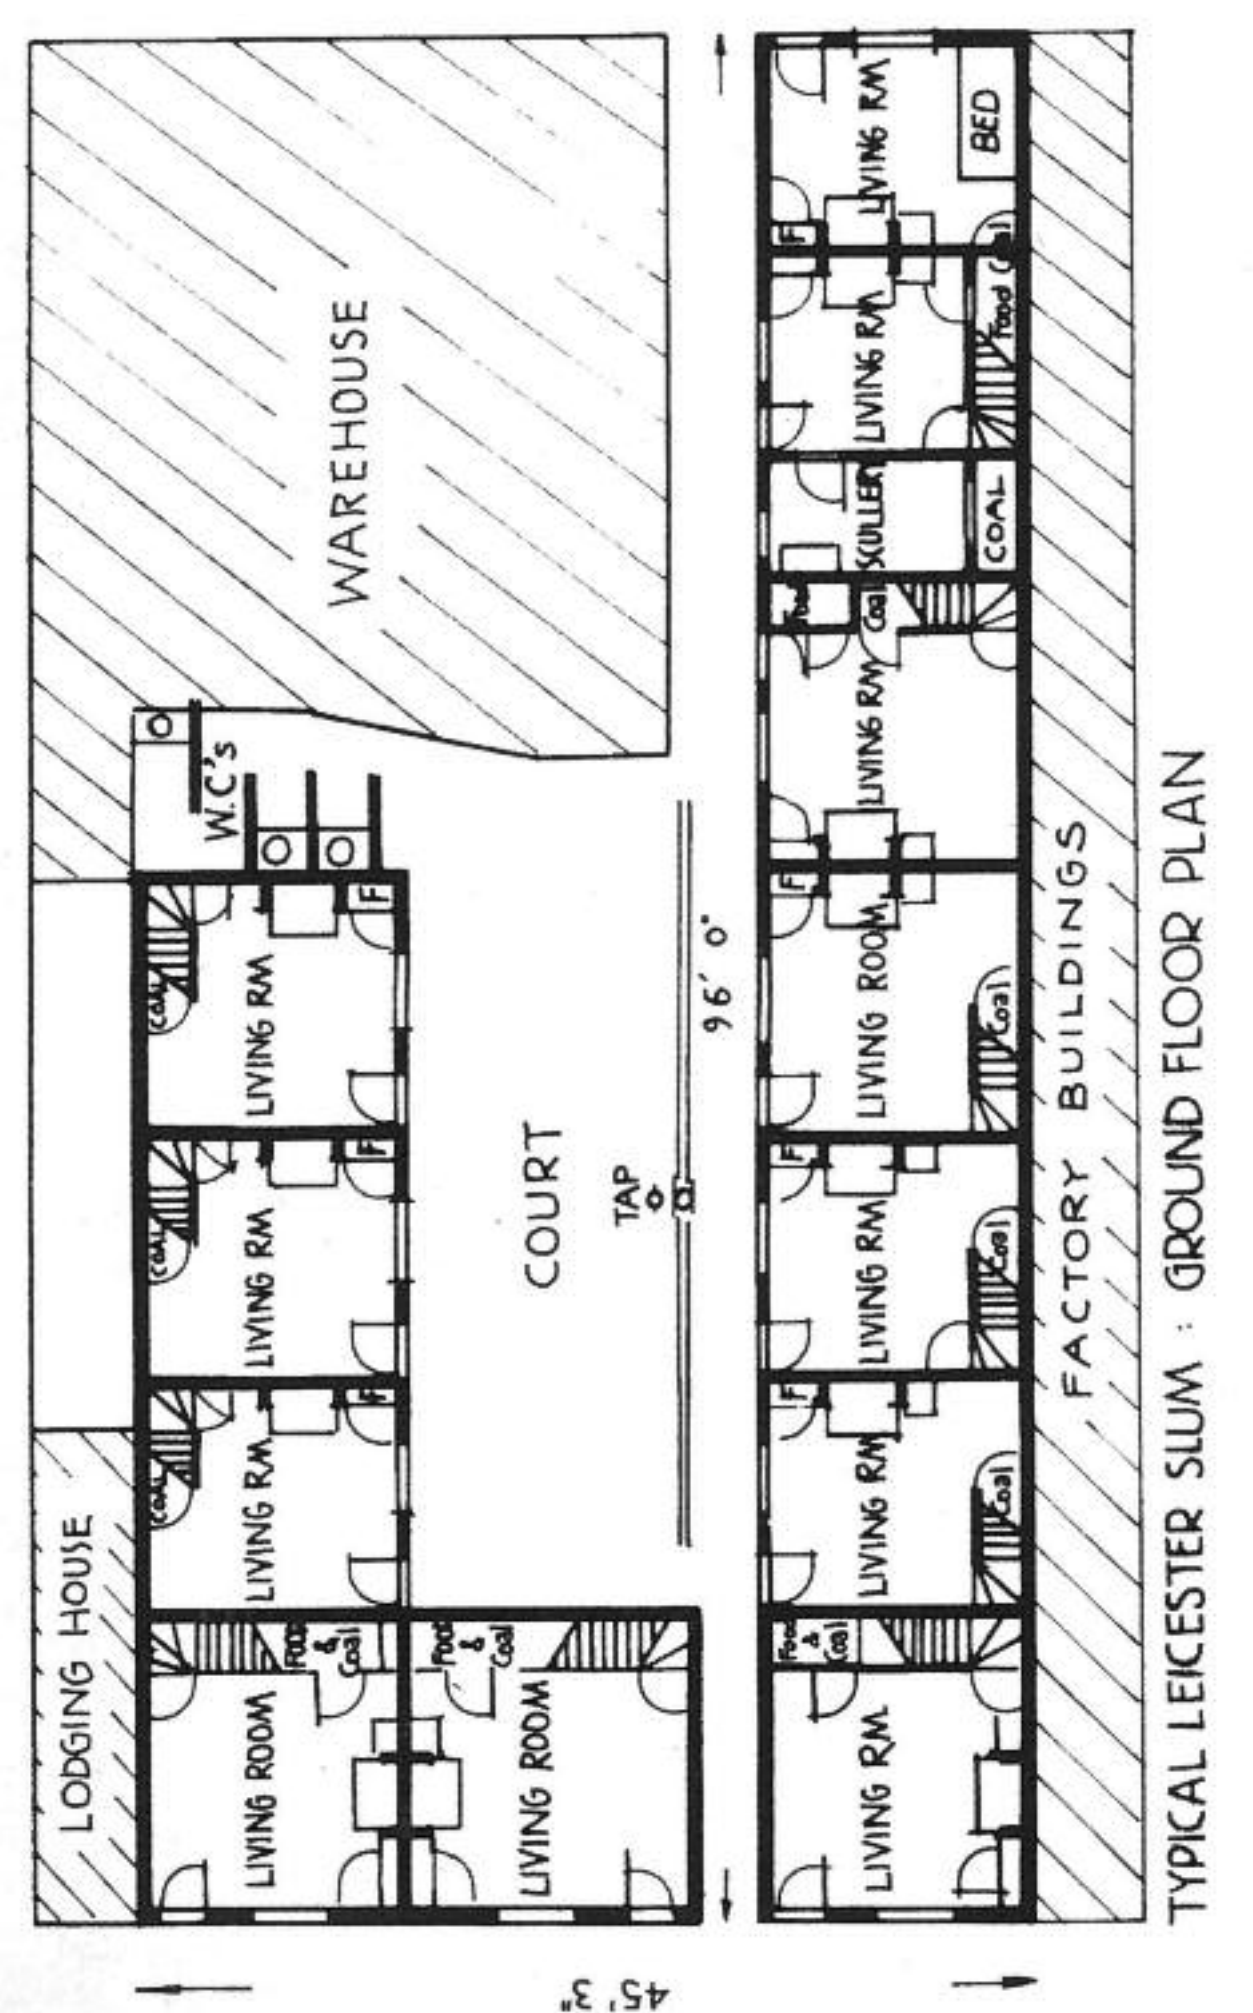 WAREHOUSE
W.C's
LODGING HOUSE
COAL
LIVING RM
F
COAL
LIVING RM
F
COAL
LIVING RM
F
LIVING ROOM
Food
&
Coal
LIVING ROOM
Food
&
Coal
COURT
TAP
96' 0"
45' 3"
LIVING RM
BED
F
Coal
LIVING RM
Food
SCULLERY
COAL
Food
Coal
LIVING RM
F
LIVING ROOM
Coal
F
LIVING RM
Coal
F
LIVING RM
Coal
Food
&
Coal
LIVING RM
FACTORY BUILDINGS
TYPICAL LEICESTER SLUM : GROUND FLOOR PLAN